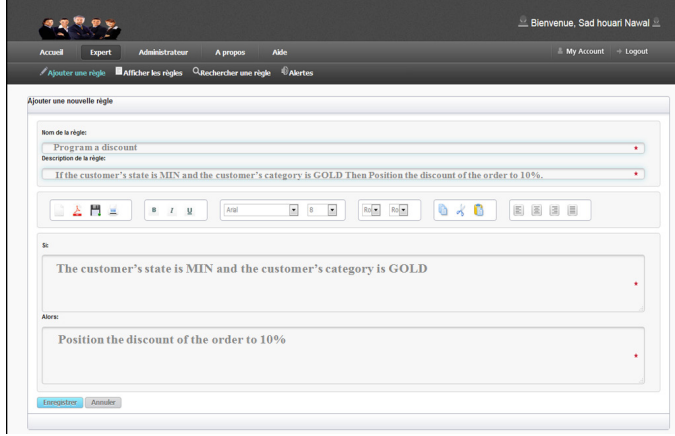 Bienvenue, Sad houari Nawal
Accueil Expert Administrateur A propos Aide My Account Logout
Ajouter une règle Afficher les règles Rechercher une règle Alertes
Ajouter une nouvelle règle
Nom de la règle:
Program a discount *
Description de la règle:
If the customer's state is MIN and the customer's category is GOLD Then Position the discount of the order to 10%. *
B I U Arial 8 Ro Ro
Si:
The customer's state is MIN and the customer's category is GOLD
*
Alors:
Position the discount of the order to 10%
*
Enregistrer Annuler